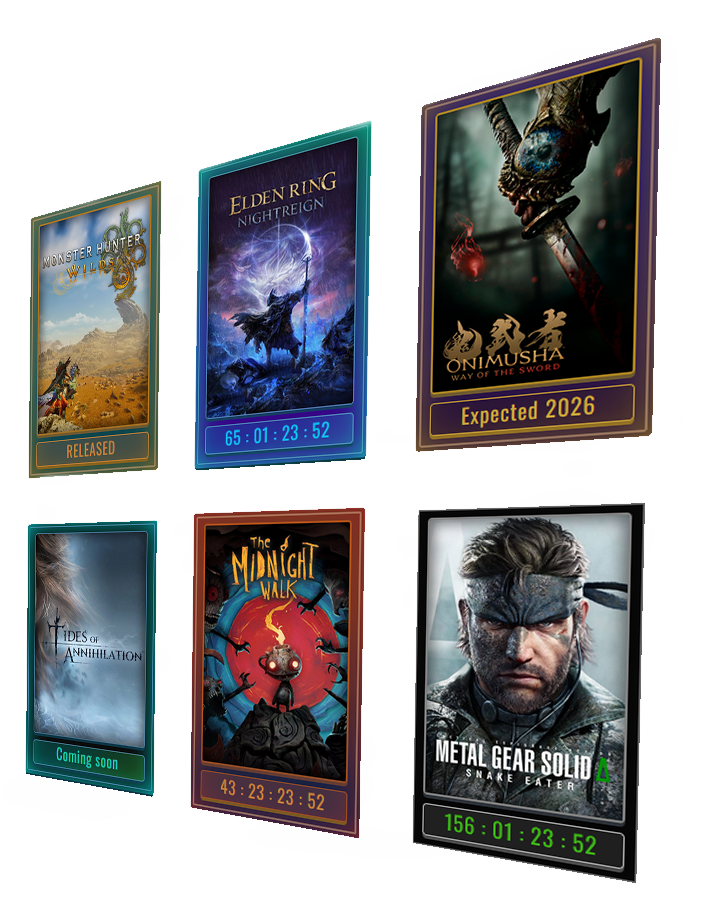 MONSTER HUNTER
WILDS
RELEASED
ELDEN RING
NIGHTREIGN
65 : 01 : 23 : 52
鬼武者
ONIMUSHA
WAY OF THE SWORD
Expected 2026
TIDES OF
ANNIHILATION
Coming soon
The
MIDNIGHT
WALK
43 : 23 : 23 : 52
METAL GEAR SOLID Δ
SNAKE EATER
156 : 01 : 23 : 52